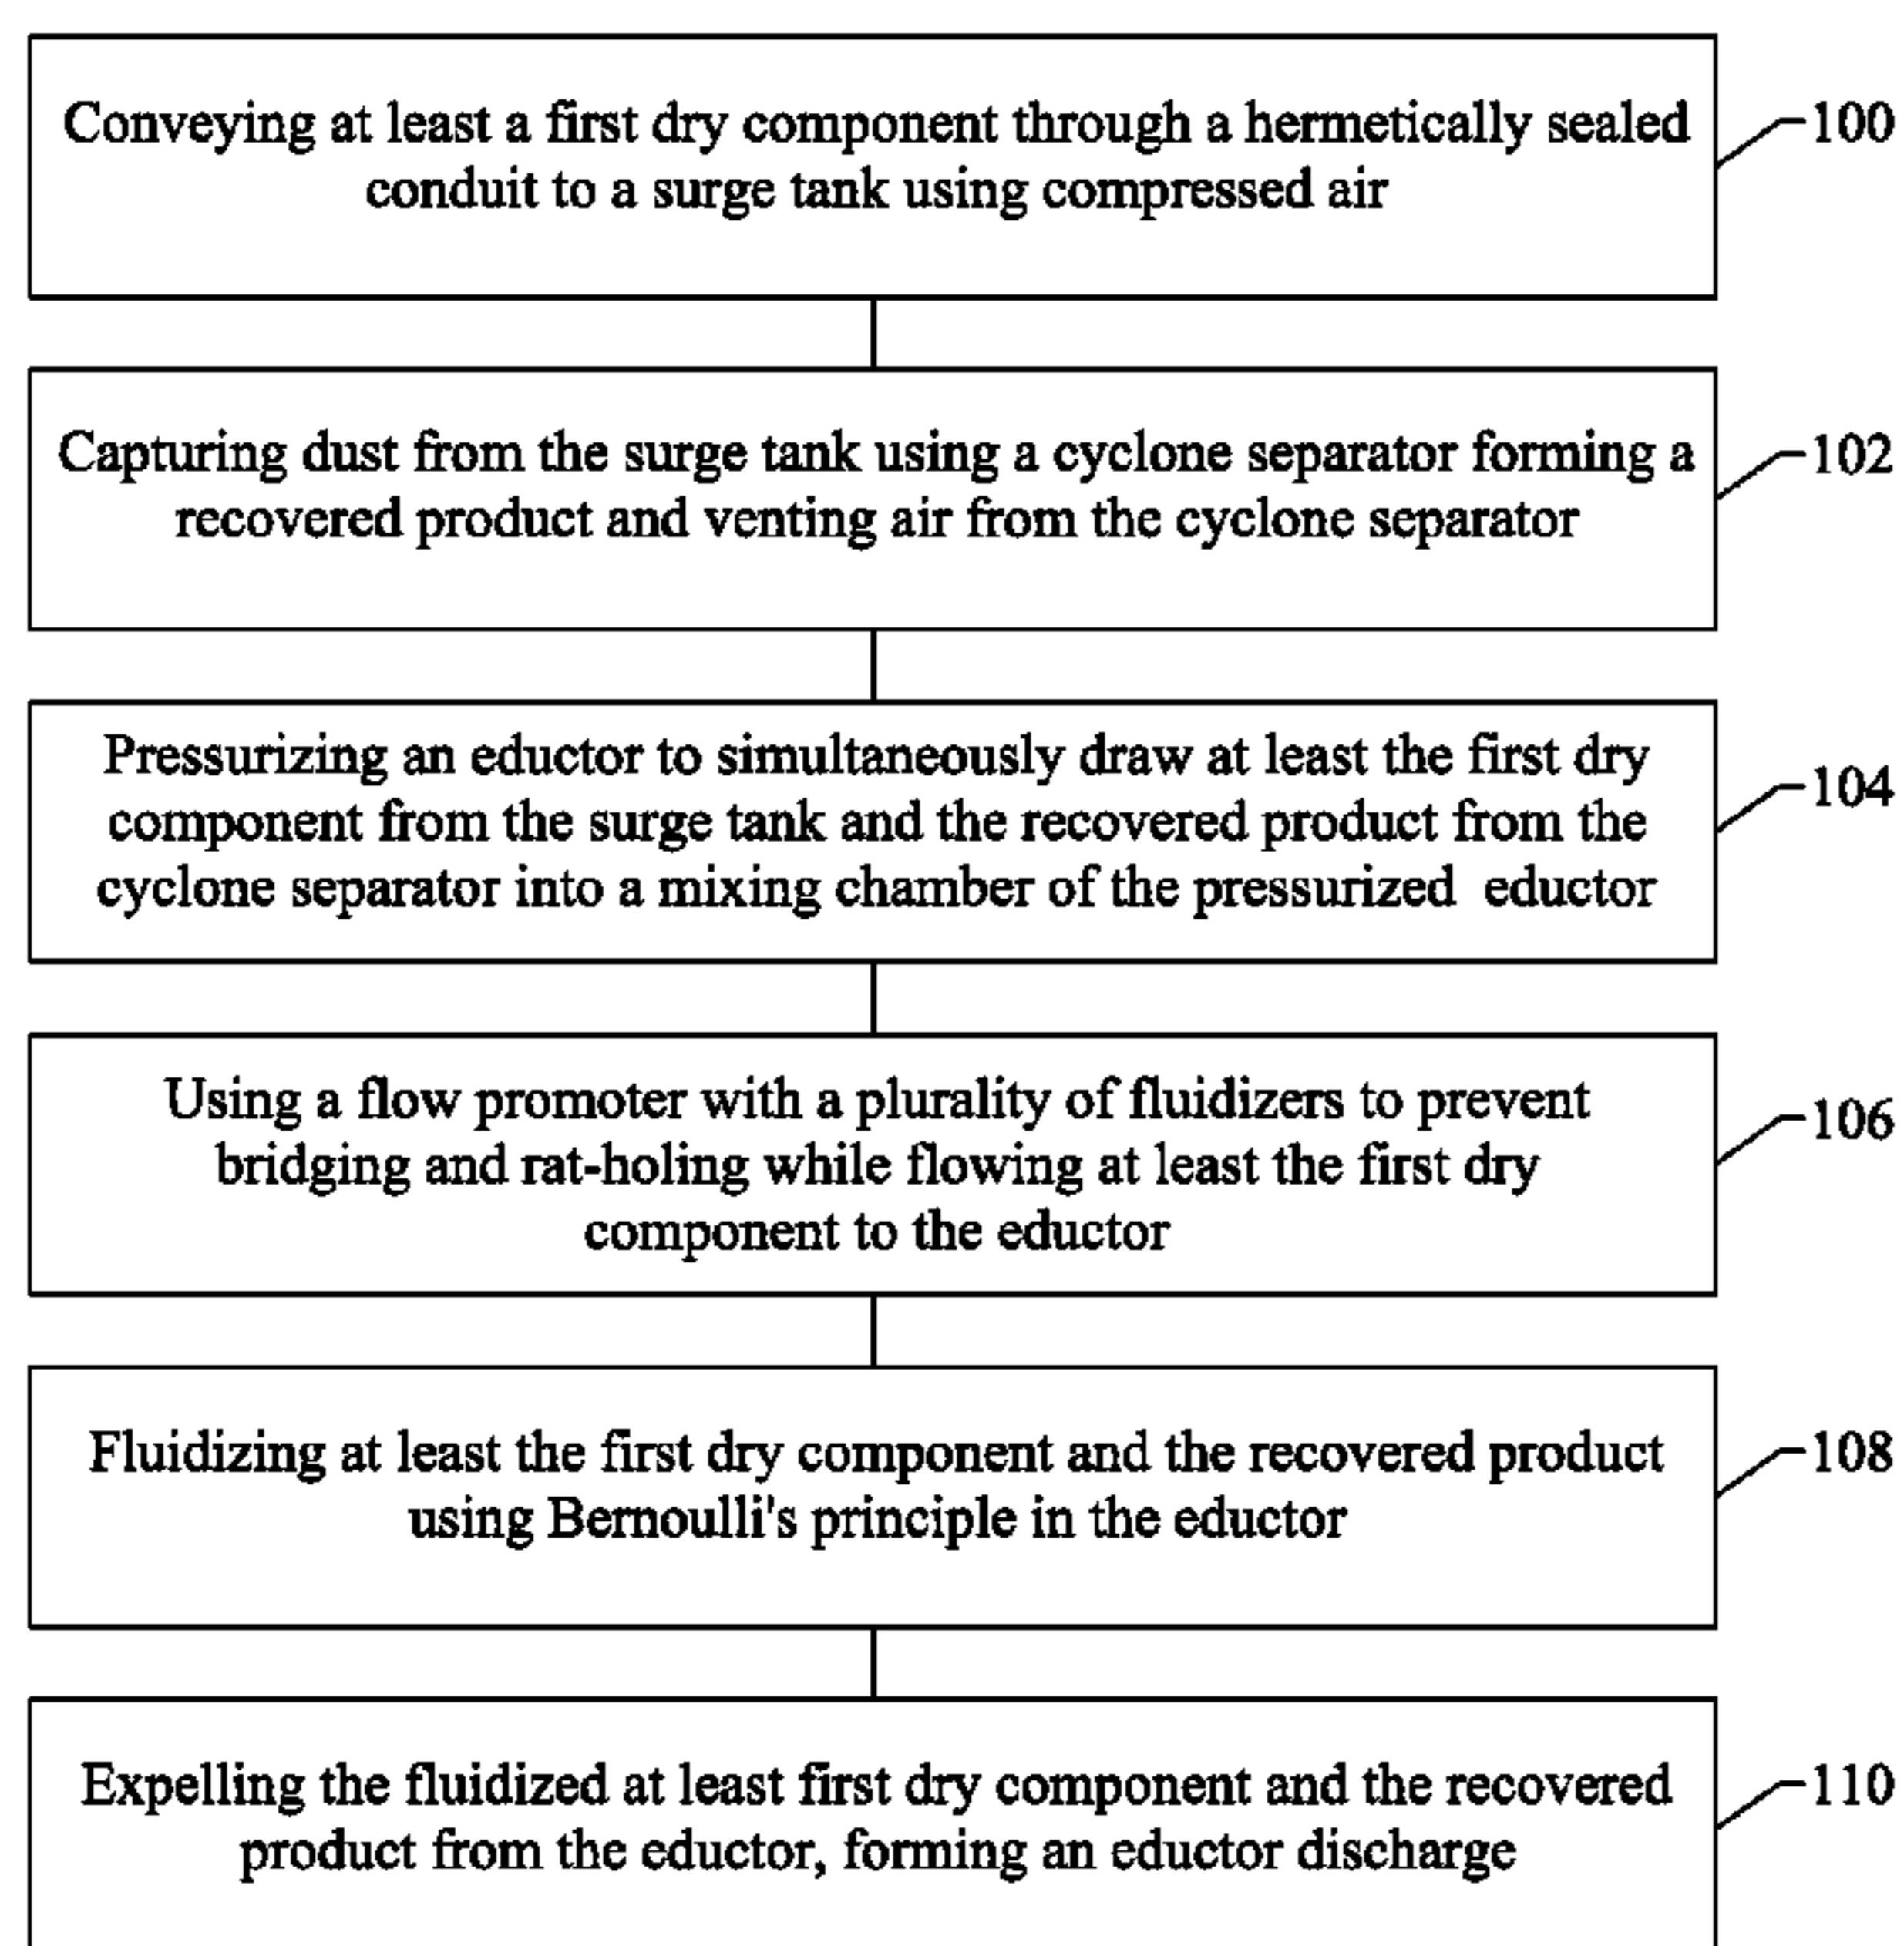 Conveying at least a first dry component through a hermetically sealed
conduit to a surge tank using compressed air
100
Capturing dust from the surge tank using a cyclone separator forming a
recovered product and venting air from the cyclone separator
102
Pressurizing an eductor to simultaneously draw at least the first dry
component from the surge tank and the recovered product from the
cyclone separator into a mixing chamber of the pressurized eductor
104
Using a flow promoter with a plurality of fluidizers to prevent
bridging and rat-holing while flowing at least the first dry
component to the eductor
106
Fluidizing at least the first dry component and the recovered product
using Bernoulli's principle in the eductor
108
Expelling the fluidized at least first dry component and the recovered
product from the eductor, forming an eductor discharge
110